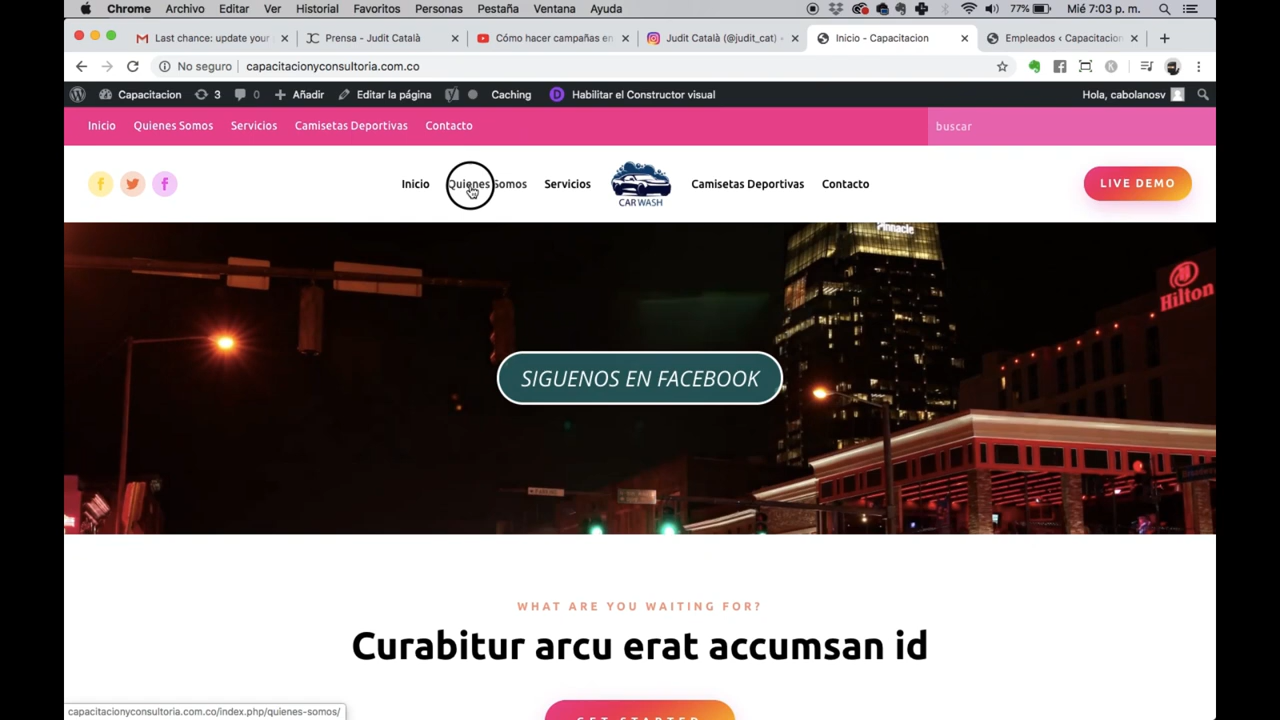 Chrome Archivo Editar Ver Historial Favoritos Personas Pestaña Ventana Ayuda 77% Mié 7:03 p. m.
Last chance: update your Prensa - Judit Català Cómo hacer campañas en Judit Català (@judit_cat) • Inicio - Capacitacion Empleados ‹ Capacitacion
No seguro capacitacionyconsultoria.com.co
Capacitacion 3 0 Añadir Editar la página Caching Habilitar el Constructor visual Hola, cabolanosv
Inicio Quienes Somos Servicios Camisetas Deportivas Contacto buscar
Inicio Quienes Somos Servicios CAR WASH Camisetas Deportivas Contacto LIVE DEMO
Pinnacle
Hilton
SIGUENOS EN FACEBOOK
WHAT ARE YOU WAITING FOR?
Curabitur arcu erat accumsan id
GET STARTED
capacitacionyconsultoria.com.co/index.php/quienes-somos/